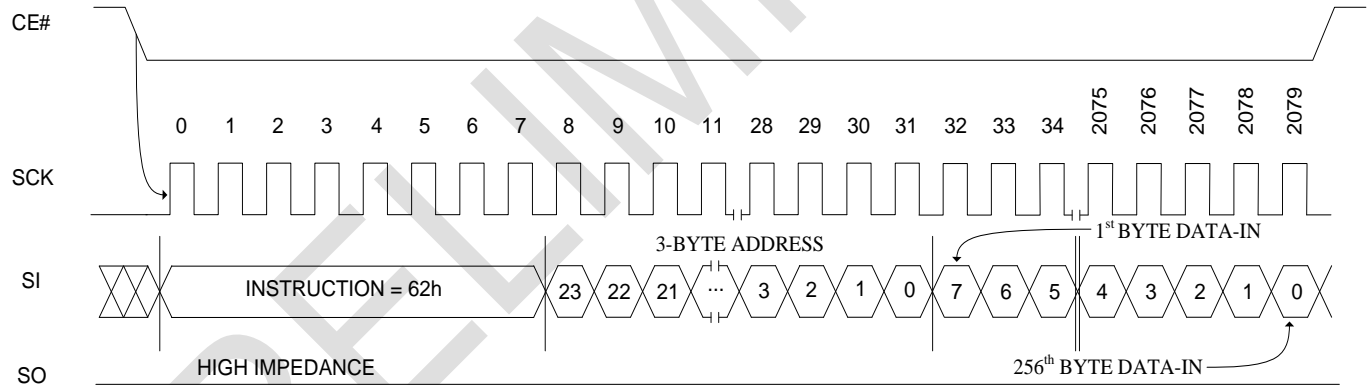 CE#
0 1 2 3 4 5 6 7 8 9 10 11 28 29 30 31 32 33 34 2075 2076 2077 2078 2079
SCK
3-BYTE ADDRESS
1st BYTE DATA-IN
SI
INSTRUCTION = 62h 23 22 21 ... 3 2 1 0 7 6 5 4 3 2 1 0
HIGH IMPEDANCE
256th BYTE DATA-IN
SO